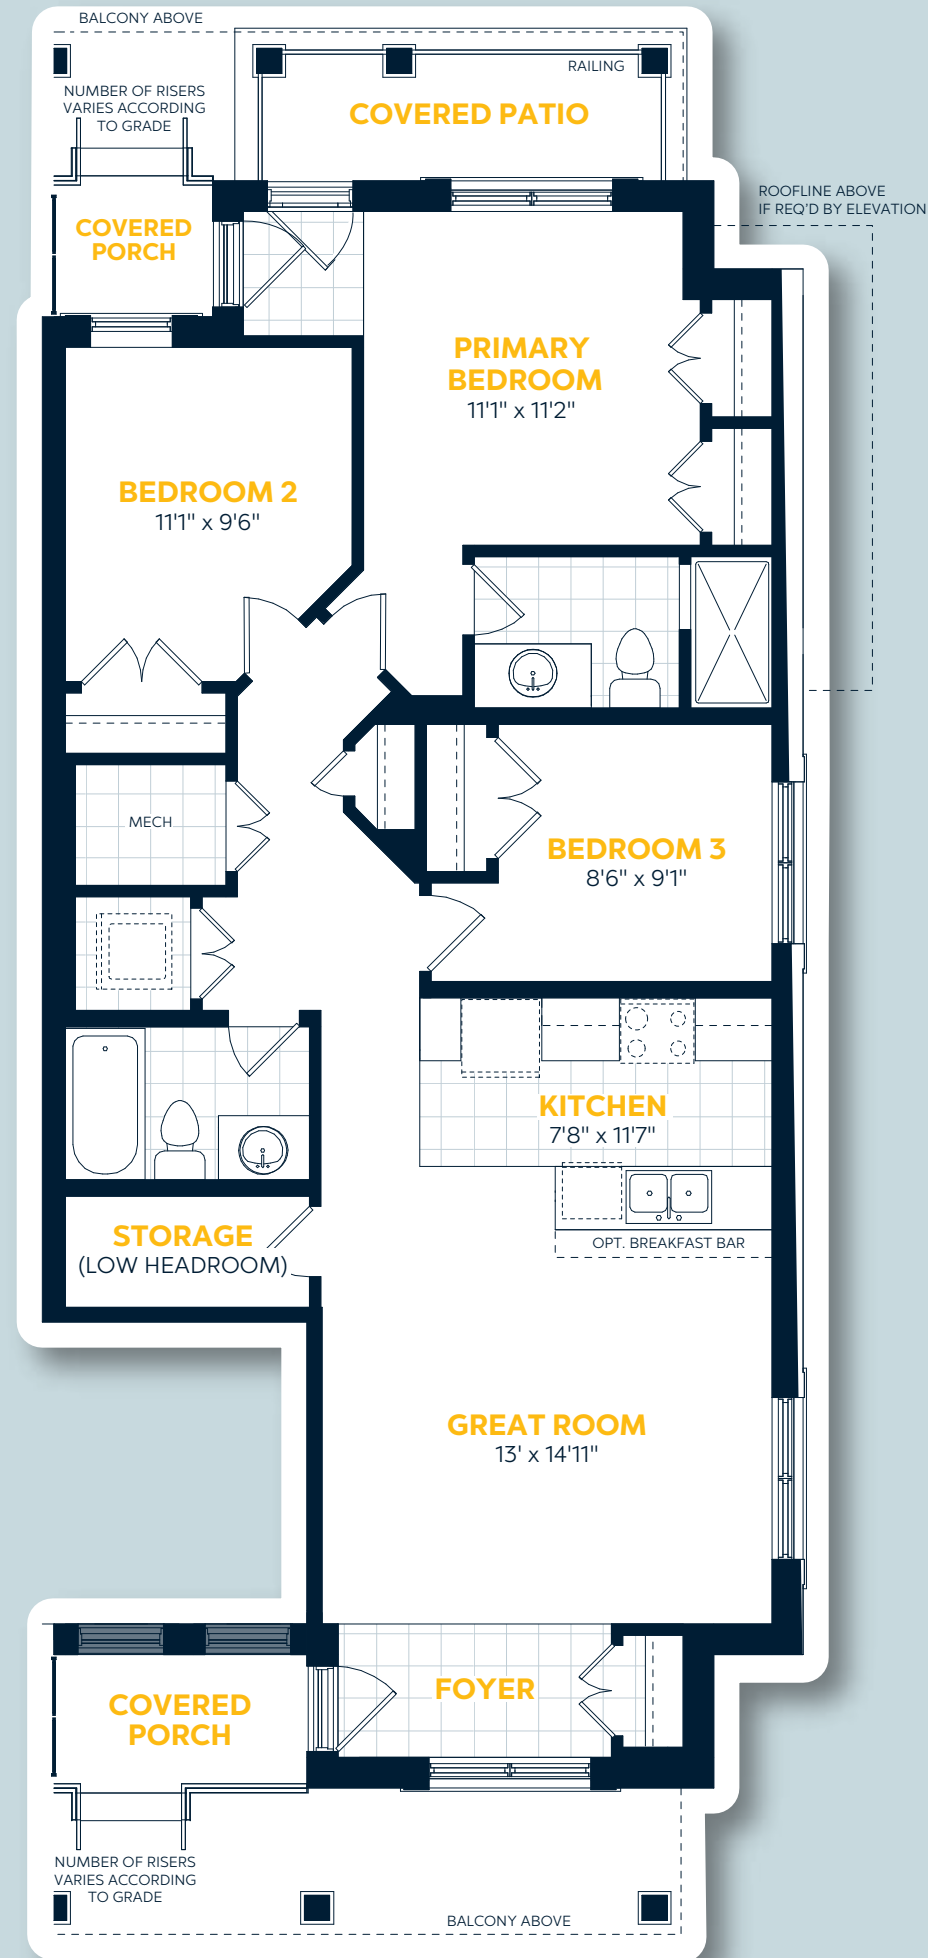 BALCONY ABOVE
RAILING
NUMBER OF RISERS
VARIES ACCORDING
TO GRADE
COVERED PATIO
ROOFLINE ABOVE
IF REQ'D BY ELEVATION
COVERED
PORCH
PRIMARY
BEDROOM
11'1" x 11'2"
BEDROOM 2
11'1" x 9'6"
MECH
BEDROOM 3
8'6" x 9'1"
KITCHEN
7'8" x 11'7"
STORAGE
(LOW HEADROOM)
OPT. BREAKFAST BAR
GREAT ROOM
13' x 14'11"
FOYER
COVERED
PORCH
NUMBER OF RISERS
VARIES ACCORDING
TO GRADE
BALCONY ABOVE